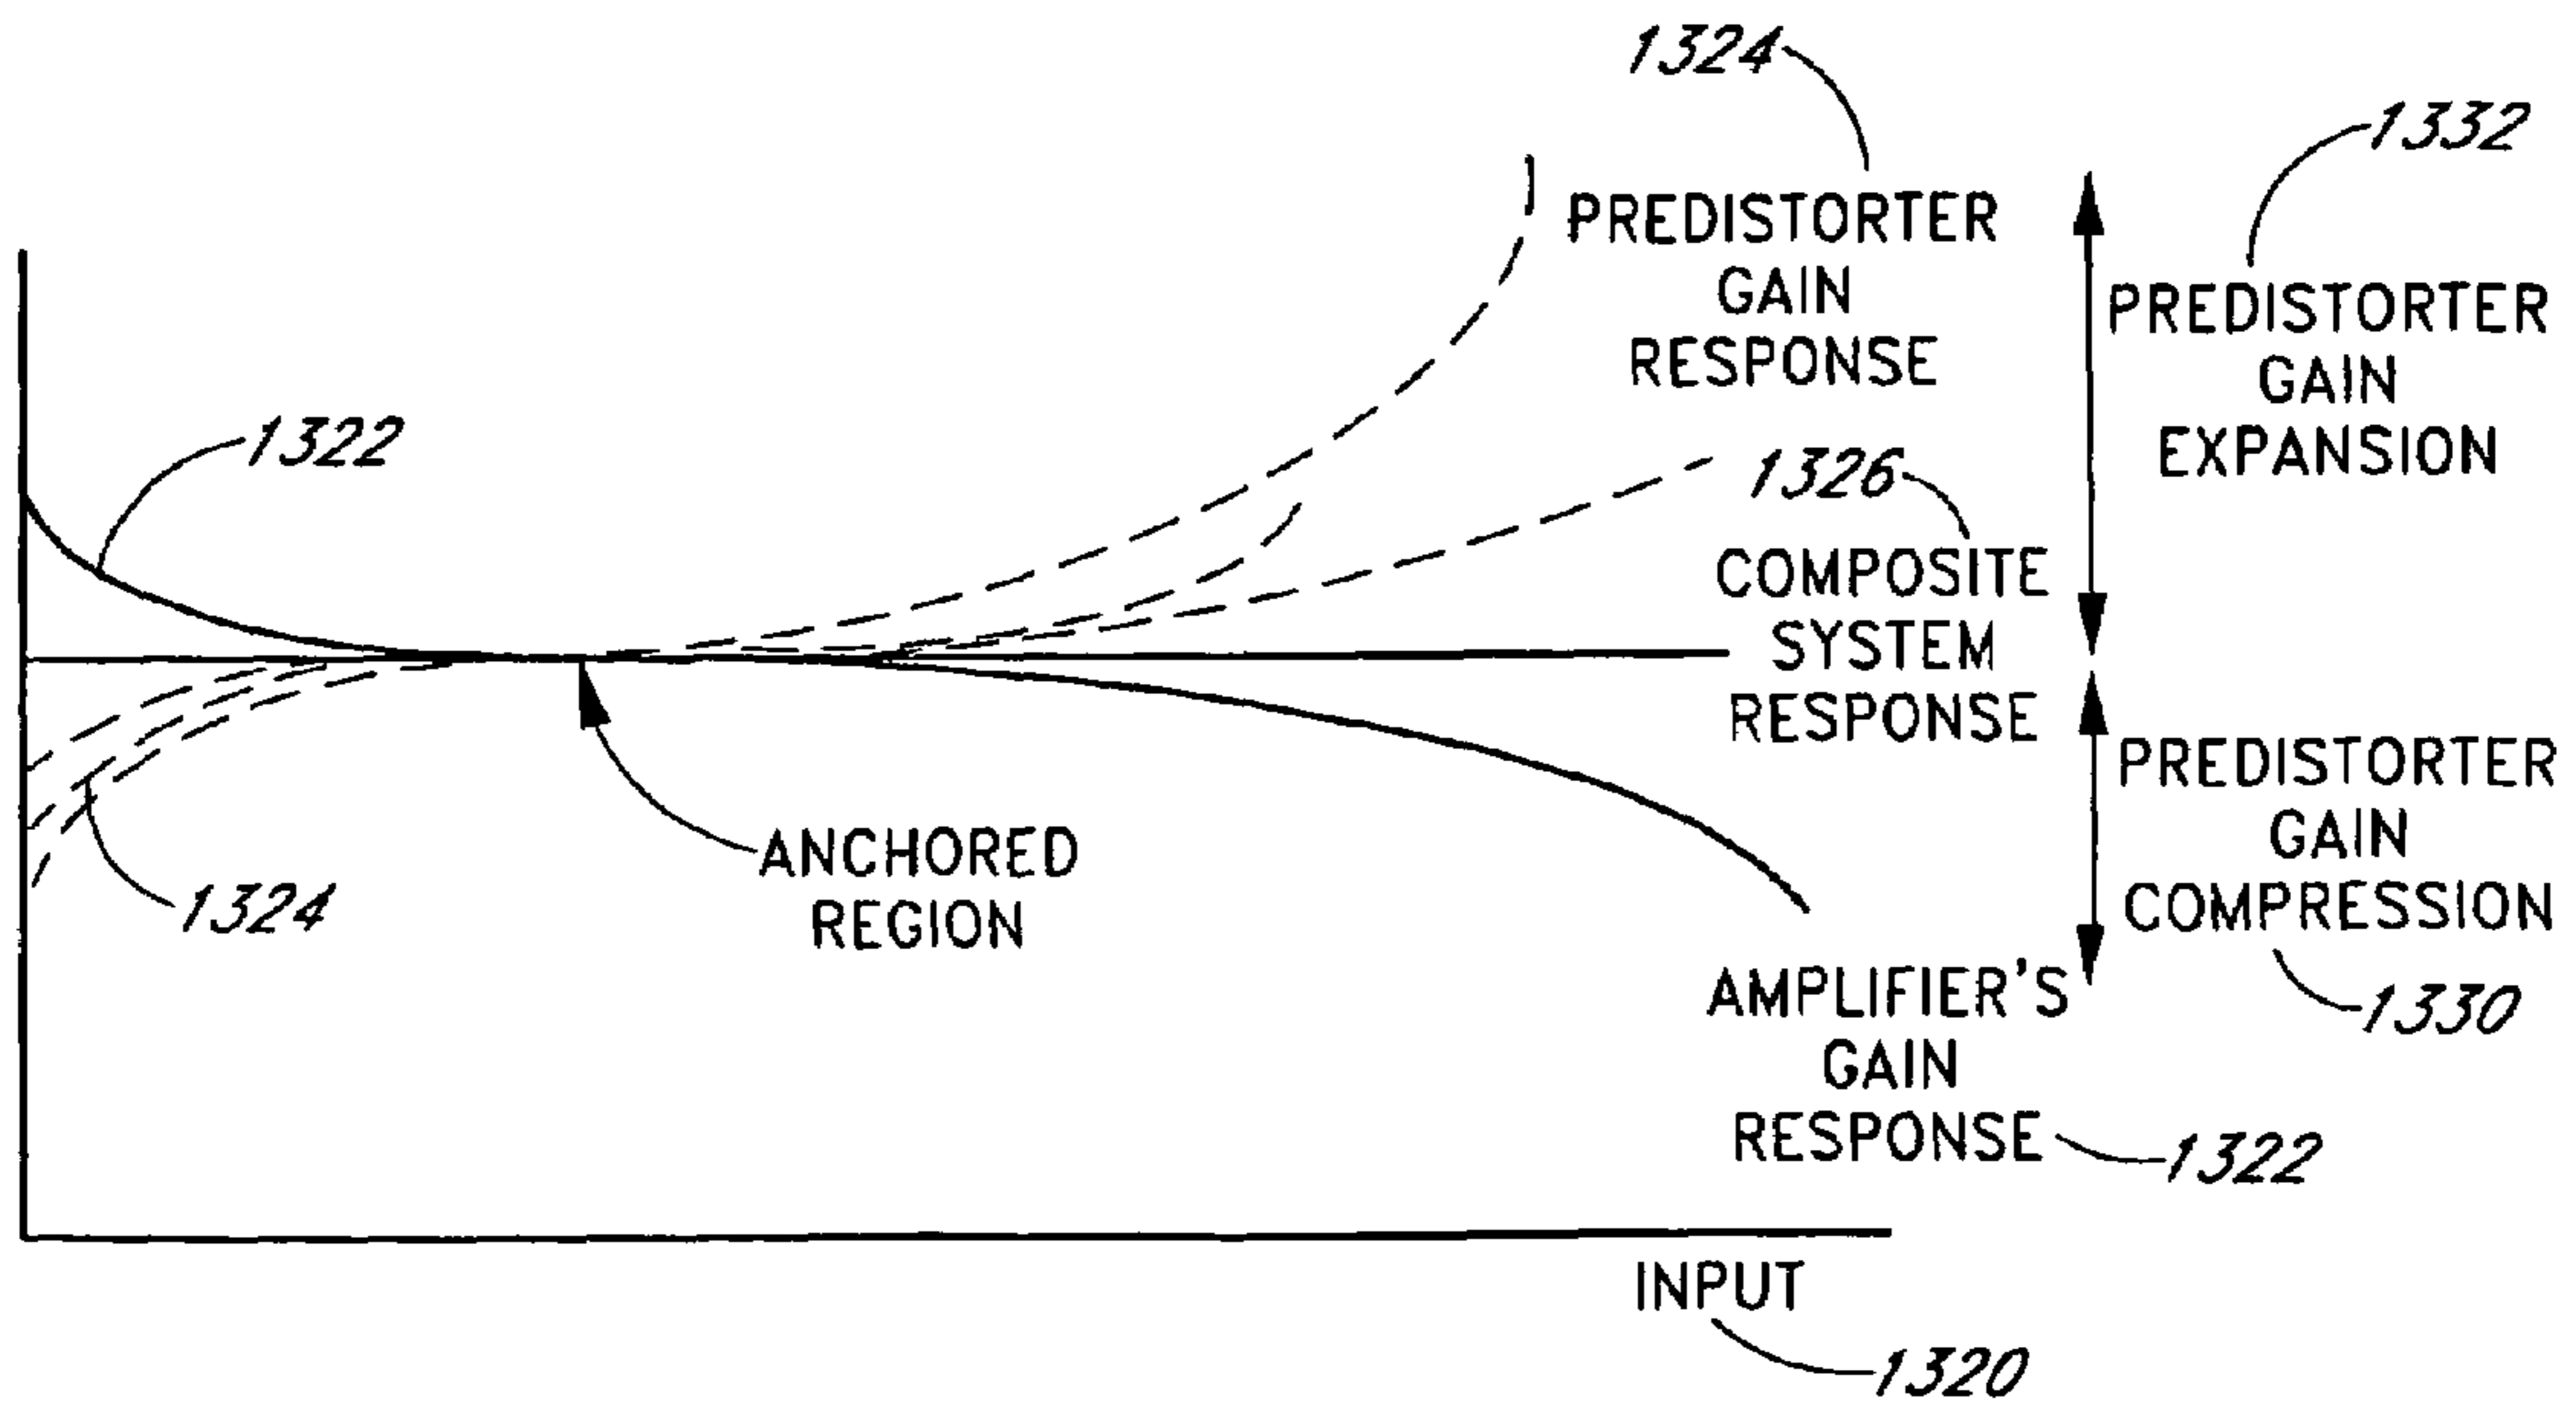 1324
PREDISTORTER
GAIN
RESPONSE
1332
PREDISTORTER
GAIN
EXPANSION
1322
1326
COMPOSITE
SYSTEM
RESPONSE
PREDISTORTER
GAIN
COMPRESSION
1330
ANCHORED
REGION
1324
AMPLIFIER'S
GAIN
RESPONSE
1322
INPUT
1320